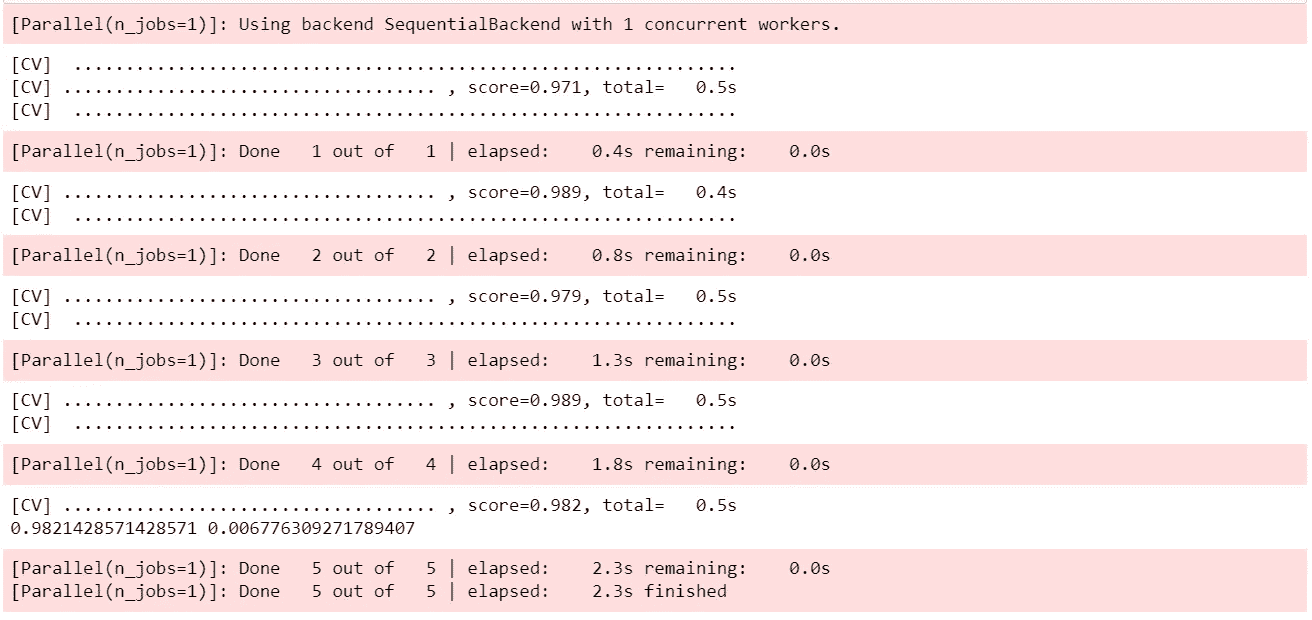 [Parallel(n_jobs=1)]: Using backend SequentialBackend with 1 concurrent workers.
[CV]  ................................................................
[CV] .................................... , score=0.971, total=   0.5s
[CV]  ................................................................
[Parallel(n_jobs=1)]: Done   1 out of   1 | elapsed:    0.4s remaining:    0.0s
[CV] .................................... , score=0.989, total=   0.4s
[CV]  ................................................................
[Parallel(n_jobs=1)]: Done   2 out of   2 | elapsed:    0.8s remaining:    0.0s
[CV] .................................... , score=0.979, total=   0.5s
[CV]  ................................................................
[Parallel(n_jobs=1)]: Done   3 out of   3 | elapsed:    1.3s remaining:    0.0s
[CV] .................................... , score=0.989, total=   0.5s
[CV]  ................................................................
[Parallel(n_jobs=1)]: Done   4 out of   4 | elapsed:    1.8s remaining:    0.0s
[CV] .................................... , score=0.982, total=   0.5s
0.9821428571428571 0.006776309271789407
[Parallel(n_jobs=1)]: Done   5 out of   5 | elapsed:    2.3s remaining:    0.0s
[Parallel(n_jobs=1)]: Done   5 out of   5 | elapsed:    2.3s finished